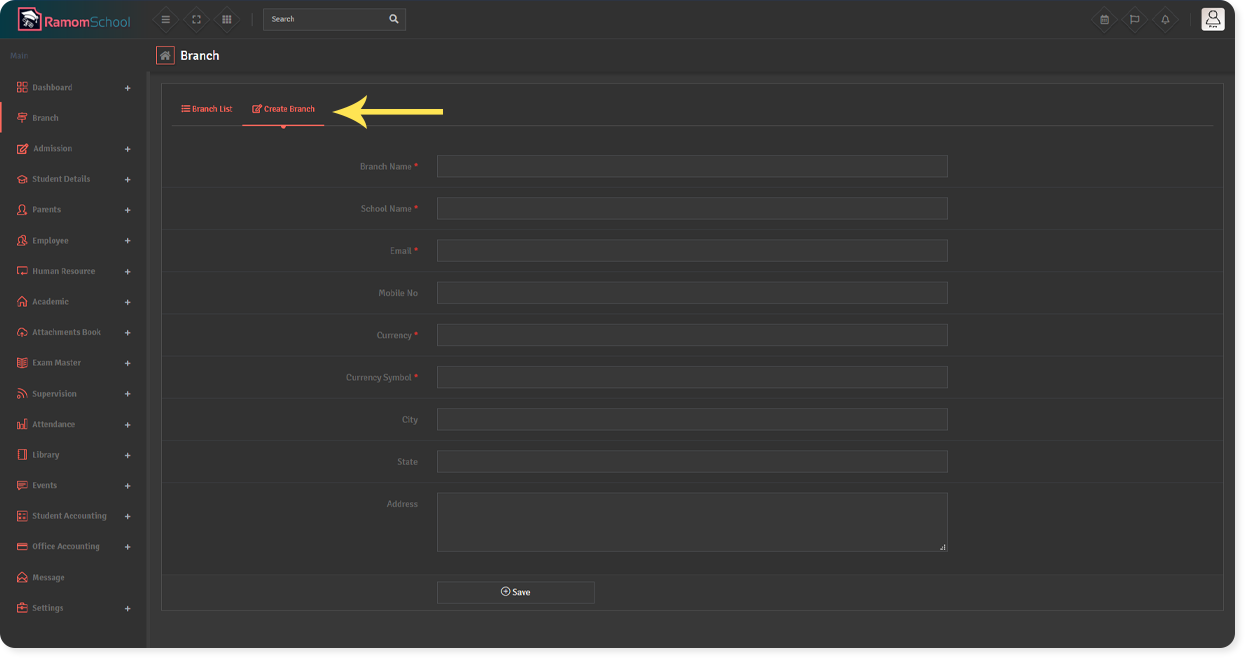 RamomSchool
Search
Main
Branch
Dashboard +
Branch
Admission +
Student Details +
Parents +
Employee +
Human Resource +
Academic +
Attachments Book +
Exam Master +
Supervision +
Attendance +
Library +
Events +
Student Accounting +
Office Accounting +
Message
Settings +
Branch List Create Branch
Branch Name *
School Name *
Email *
Mobile No
Currency *
Currency Symbol *
City
State
Address
Save